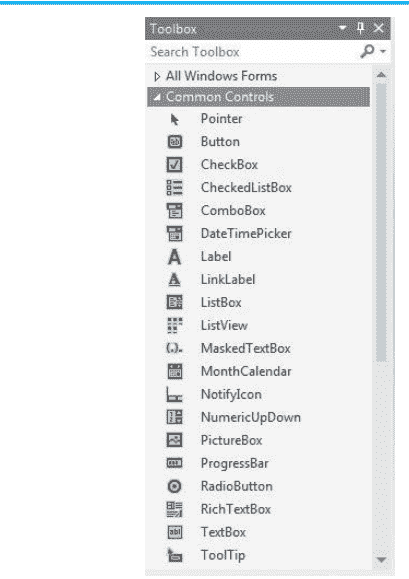 Toolbox
Search Toolbox
All Windows Forms
Common Controls
Pointer
Button
CheckBox
CheckedListBox
ComboBox
DateTimePicker
Label
LinkLabel
ListBox
ListView
MaskedTextBox
MonthCalendar
NotifyIcon
NumericUpDown
PictureBox
ProgressBar
RadioButton
RichTextBox
TextBox
ToolTip